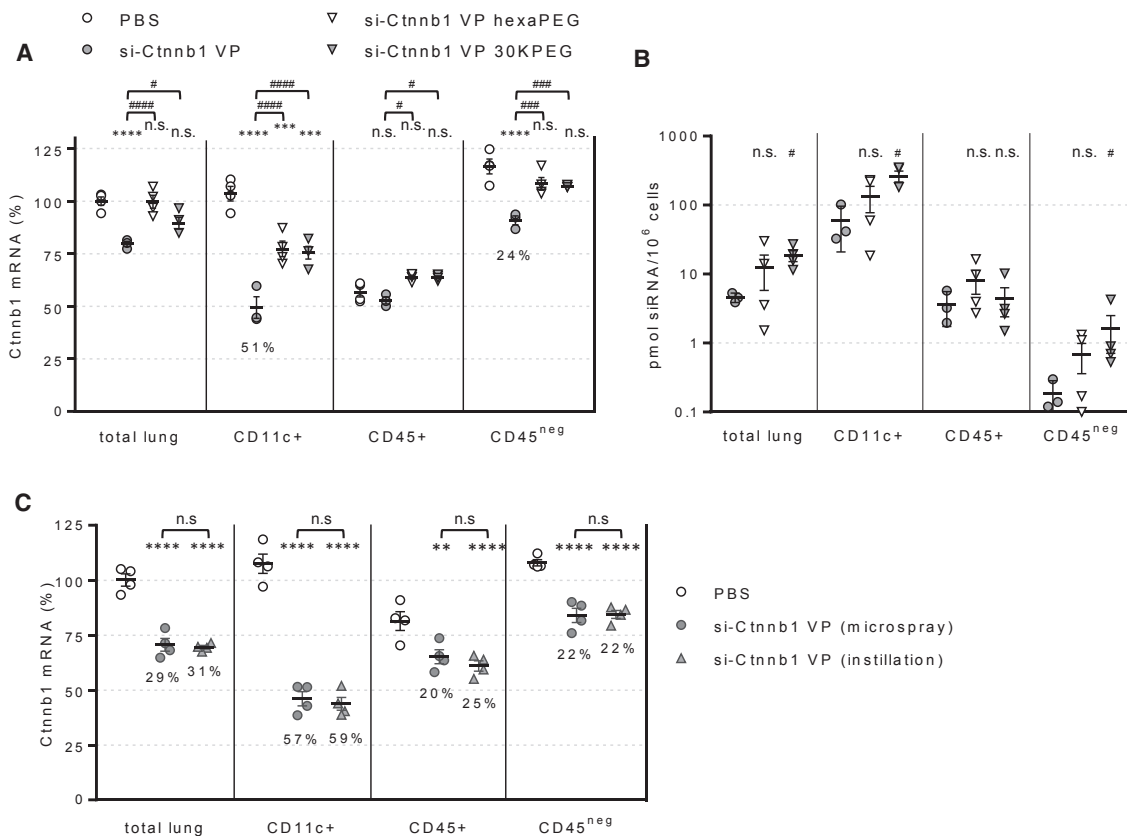 PBS
si-Ctnnb1 VP
si-Ctnnb1 VP hexaPEG
si-Ctnnb1 VP 30KPEG
A
# #### # ###
#### #### # ###
**** n.s. n.s. **** *** *** n.s. n.s. n.s. **** n.s. n.s.
Ctnnb1 mRNA (%)
125
100
75
50
25
0
51%
24%
total lung CD11c+ CD45+ CD45neg
B
n.s. # n.s. # n.s. n.s. n.s. #
pmol siRNA/10^6 cells
1000
100
10
1
0.1
total lung CD11c+ CD45+ CD45neg
C
n.s n.s n.s n.s
**** **** **** **** ** **** **** ****
Ctnnb1 mRNA (%)
125
100
75
50
25
0
29% 31%
57% 59%
20% 25%
22% 22%
total lung CD11c+ CD45+ CD45neg
PBS
si-Ctnnb1 VP (microspray)
si-Ctnnb1 VP (instillation)